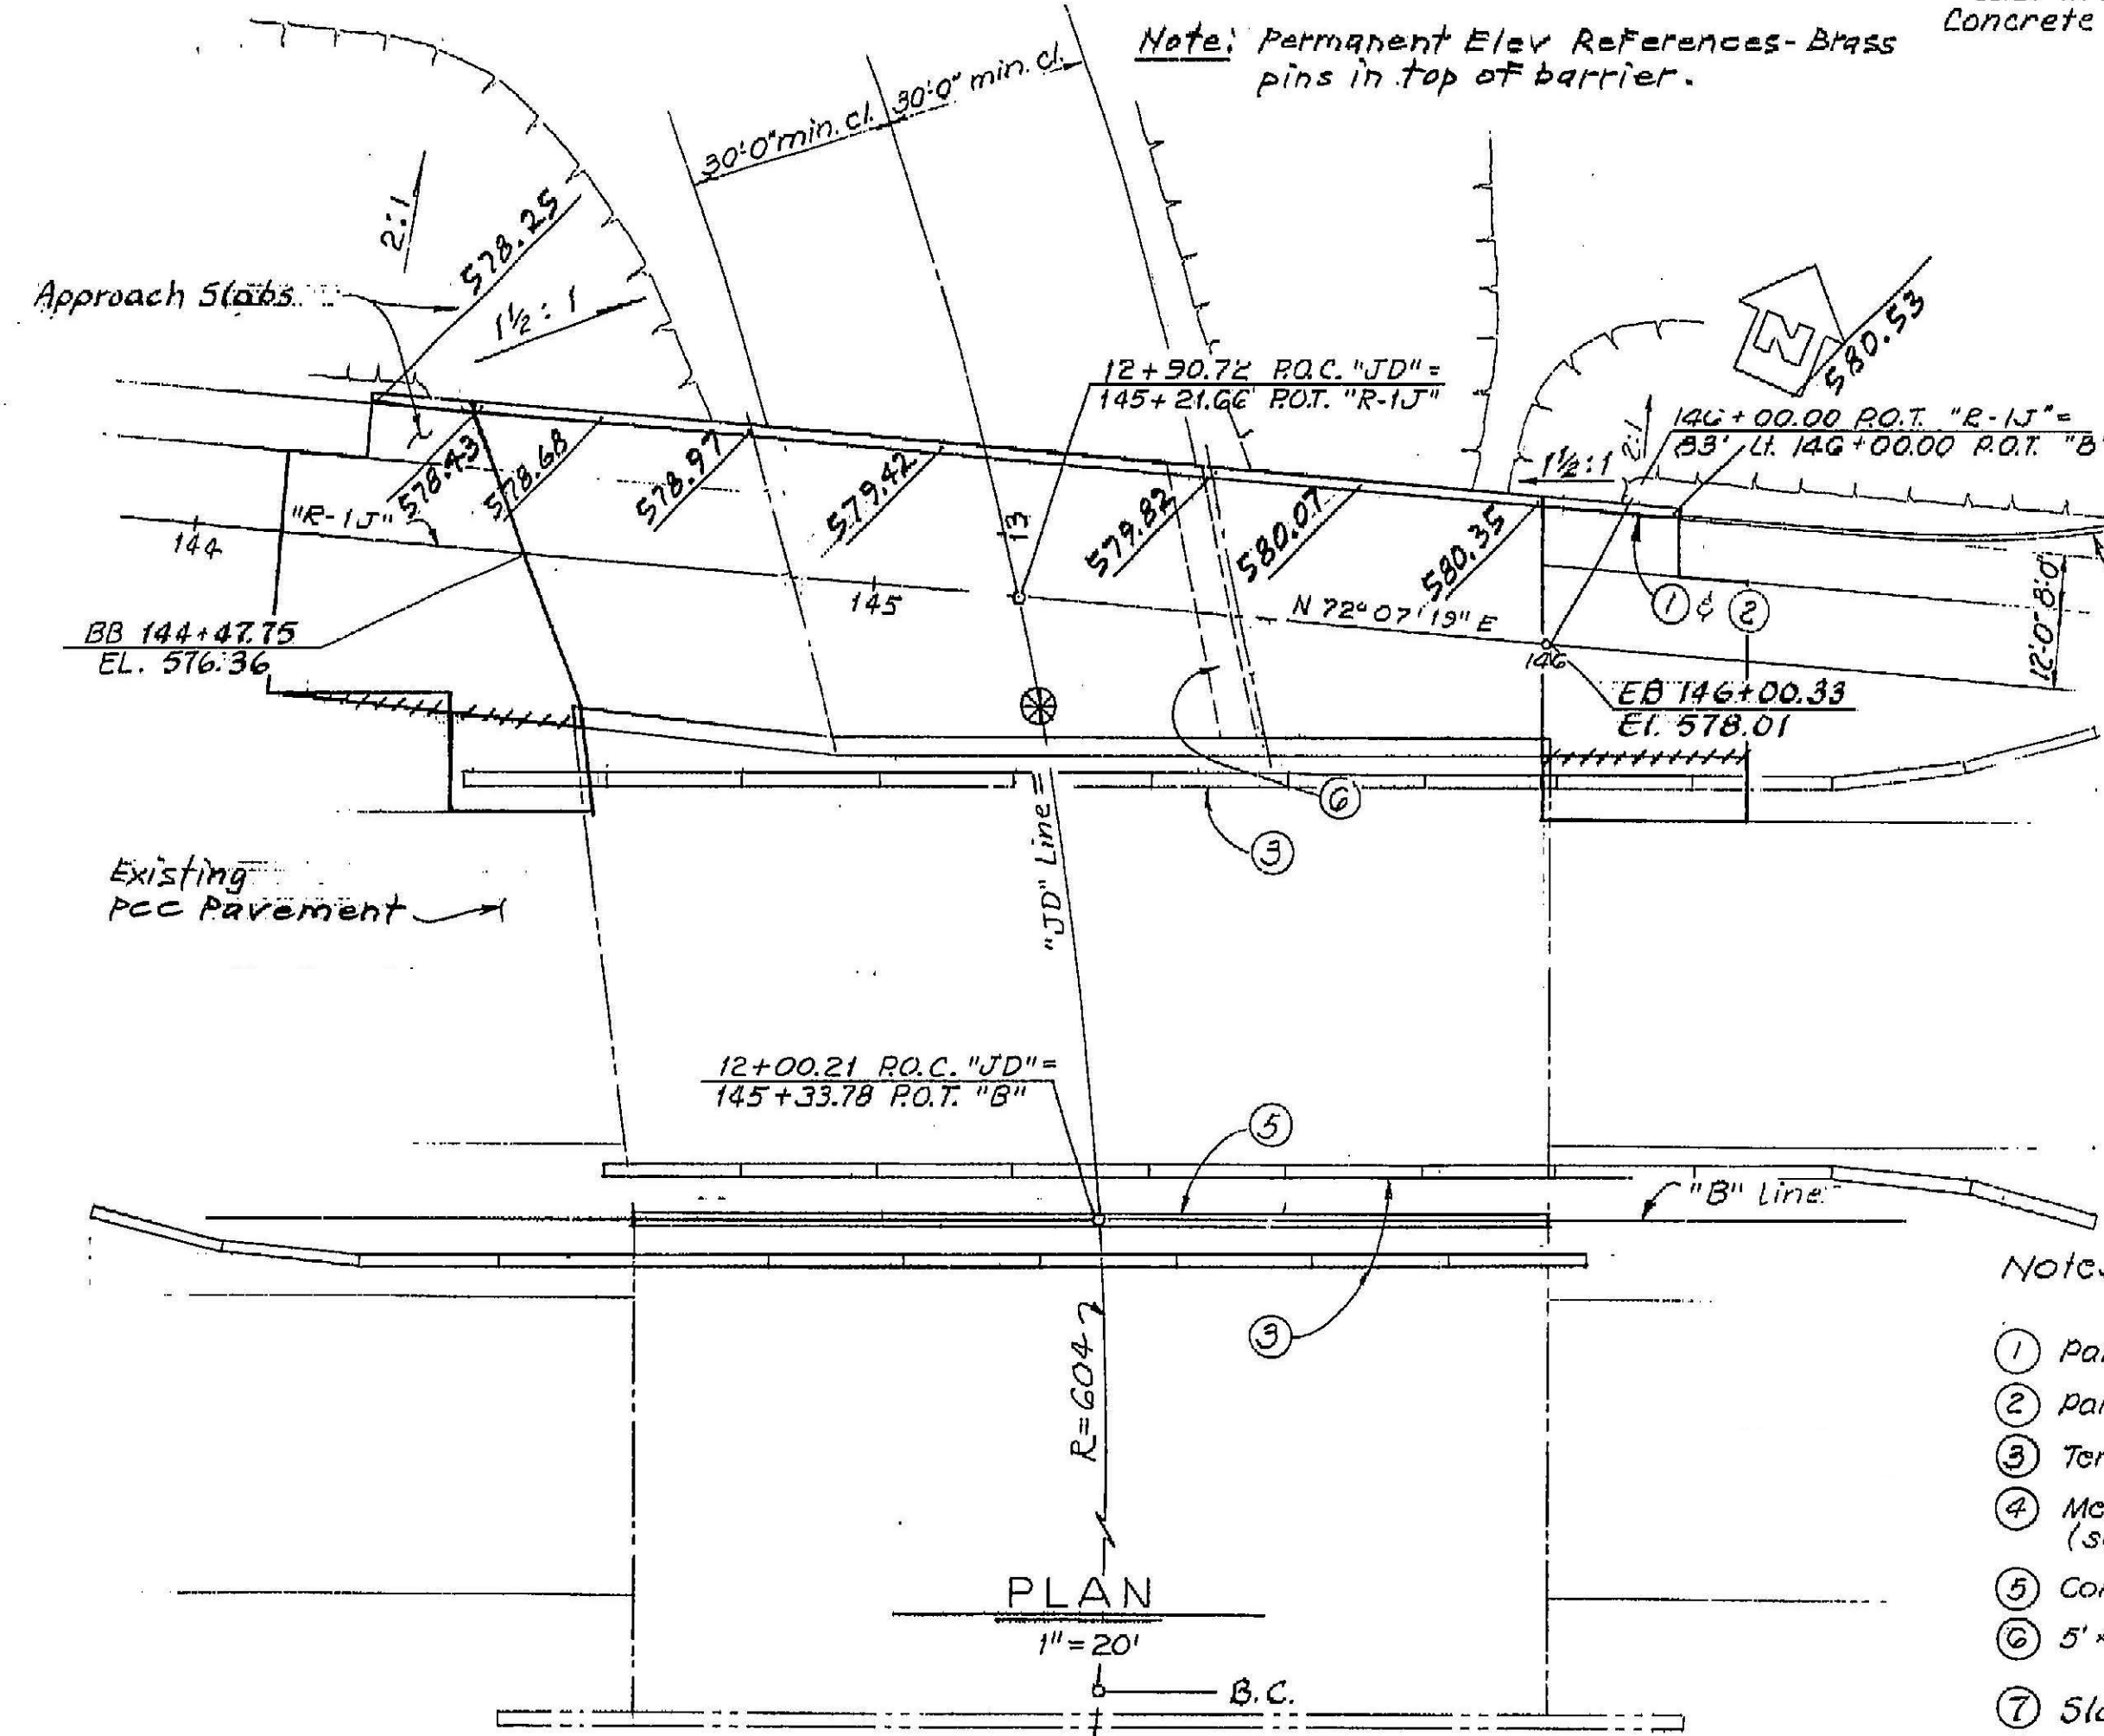 Concrete
Note: Permanent Elev References- Brass
pins in top of barrier.
30'-0" min. cl.
30'-0" min. cl.
2:1
578.25
Approach Slabs
1½:1
N
580.53
12+90.72 P.O.C. "JD"=
145+21.66 P.O.T. "R-1J"
146+00.00 P.O.T. "R-1J"=
83' Lt. 146+00.00 P.O.T. "B"
2:1
1½:1
578.43
578.68
578.97
579.42
13
579.82
580.07
580.35
"R-1J"
144
145
N 72°07'19" E
① & ②
146
12'-0" 8'-0"
BB 144+47.75
EL. 576.36
EB 146+00.33
El. 578.01
⑥
③
"JD" Line
Existing
PCC Pavement
12+00.21 P.O.C. "JD"=
145+33.78 P.O.T. "B"
⑤
"B" line
③
R=604
PLAN
1"=20'
B.C.
①
②
③
④
⑤
⑥ 5'
⑦